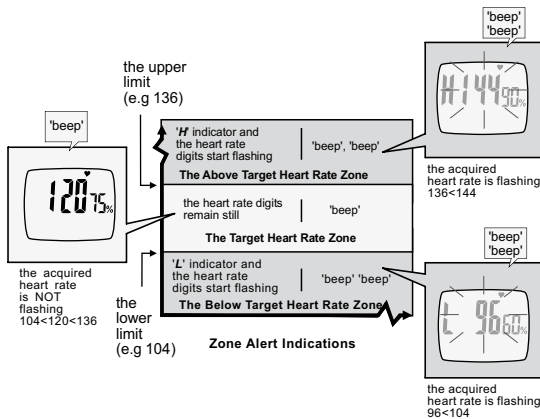 'beep'
'beep'
the upper
limit
(e.g 136)
H144 90%
'beep'
'H' indicator and
the heart rate
digits start flashing
'beep', 'beep'
The Above Target Heart Rate Zone
the acquired
heart rate is flashing
136<144
120 75%
the heart rate digits
remain still
'beep'
The Target Heart Rate Zone
the acquired
heart rate
is NOT
flashing
104<120<136
'L' indicator and
the heart rate
digits start flashing
'beep' 'beep'
The Below Target Heart Rate Zone
'beep'
'beep'
the
lower
limit
(e.g 104)
L 96 60%
Zone Alert Indications
the acquired
heart rate is flashing
96<104